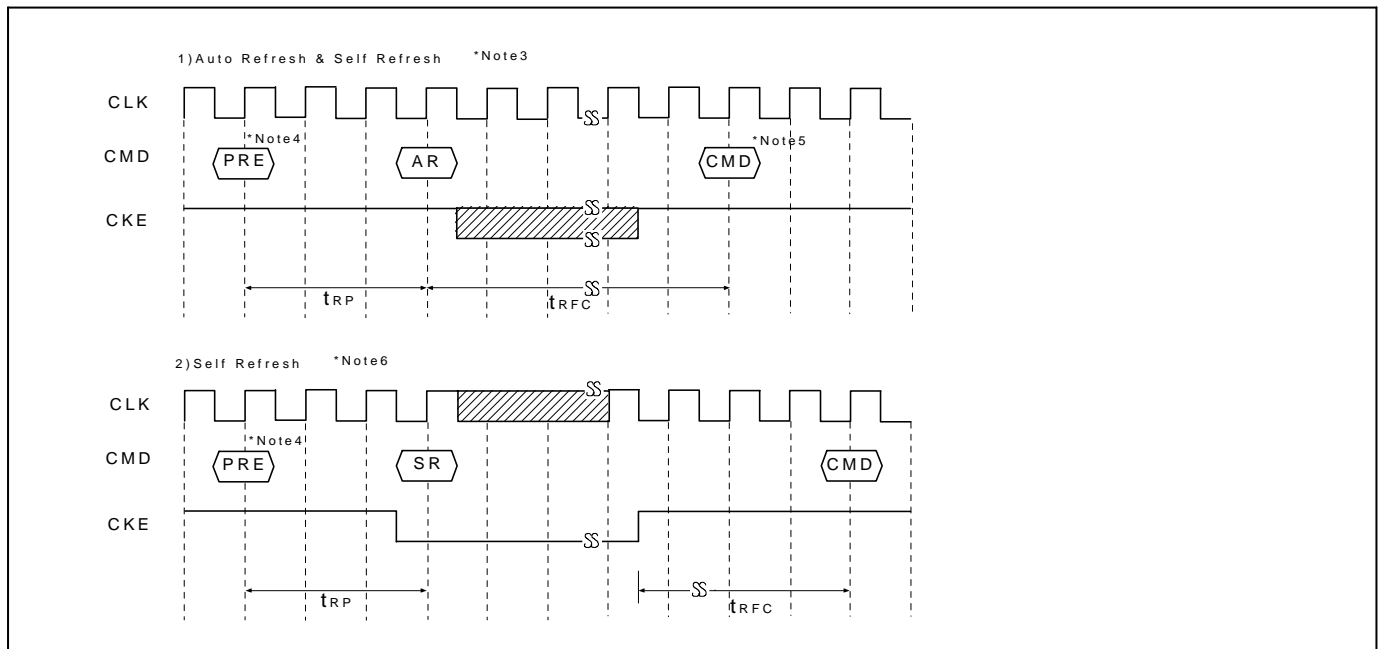 1)Auto Refresh & Self Refresh *Note3
CLK
*Note4
*Note5
CMD PRE AR CMD
CKE
tRP tRFC
2)Self Refresh *Note6
CLK
*Note4
CMD PRE SR CMD
CKE
tRP tRFC